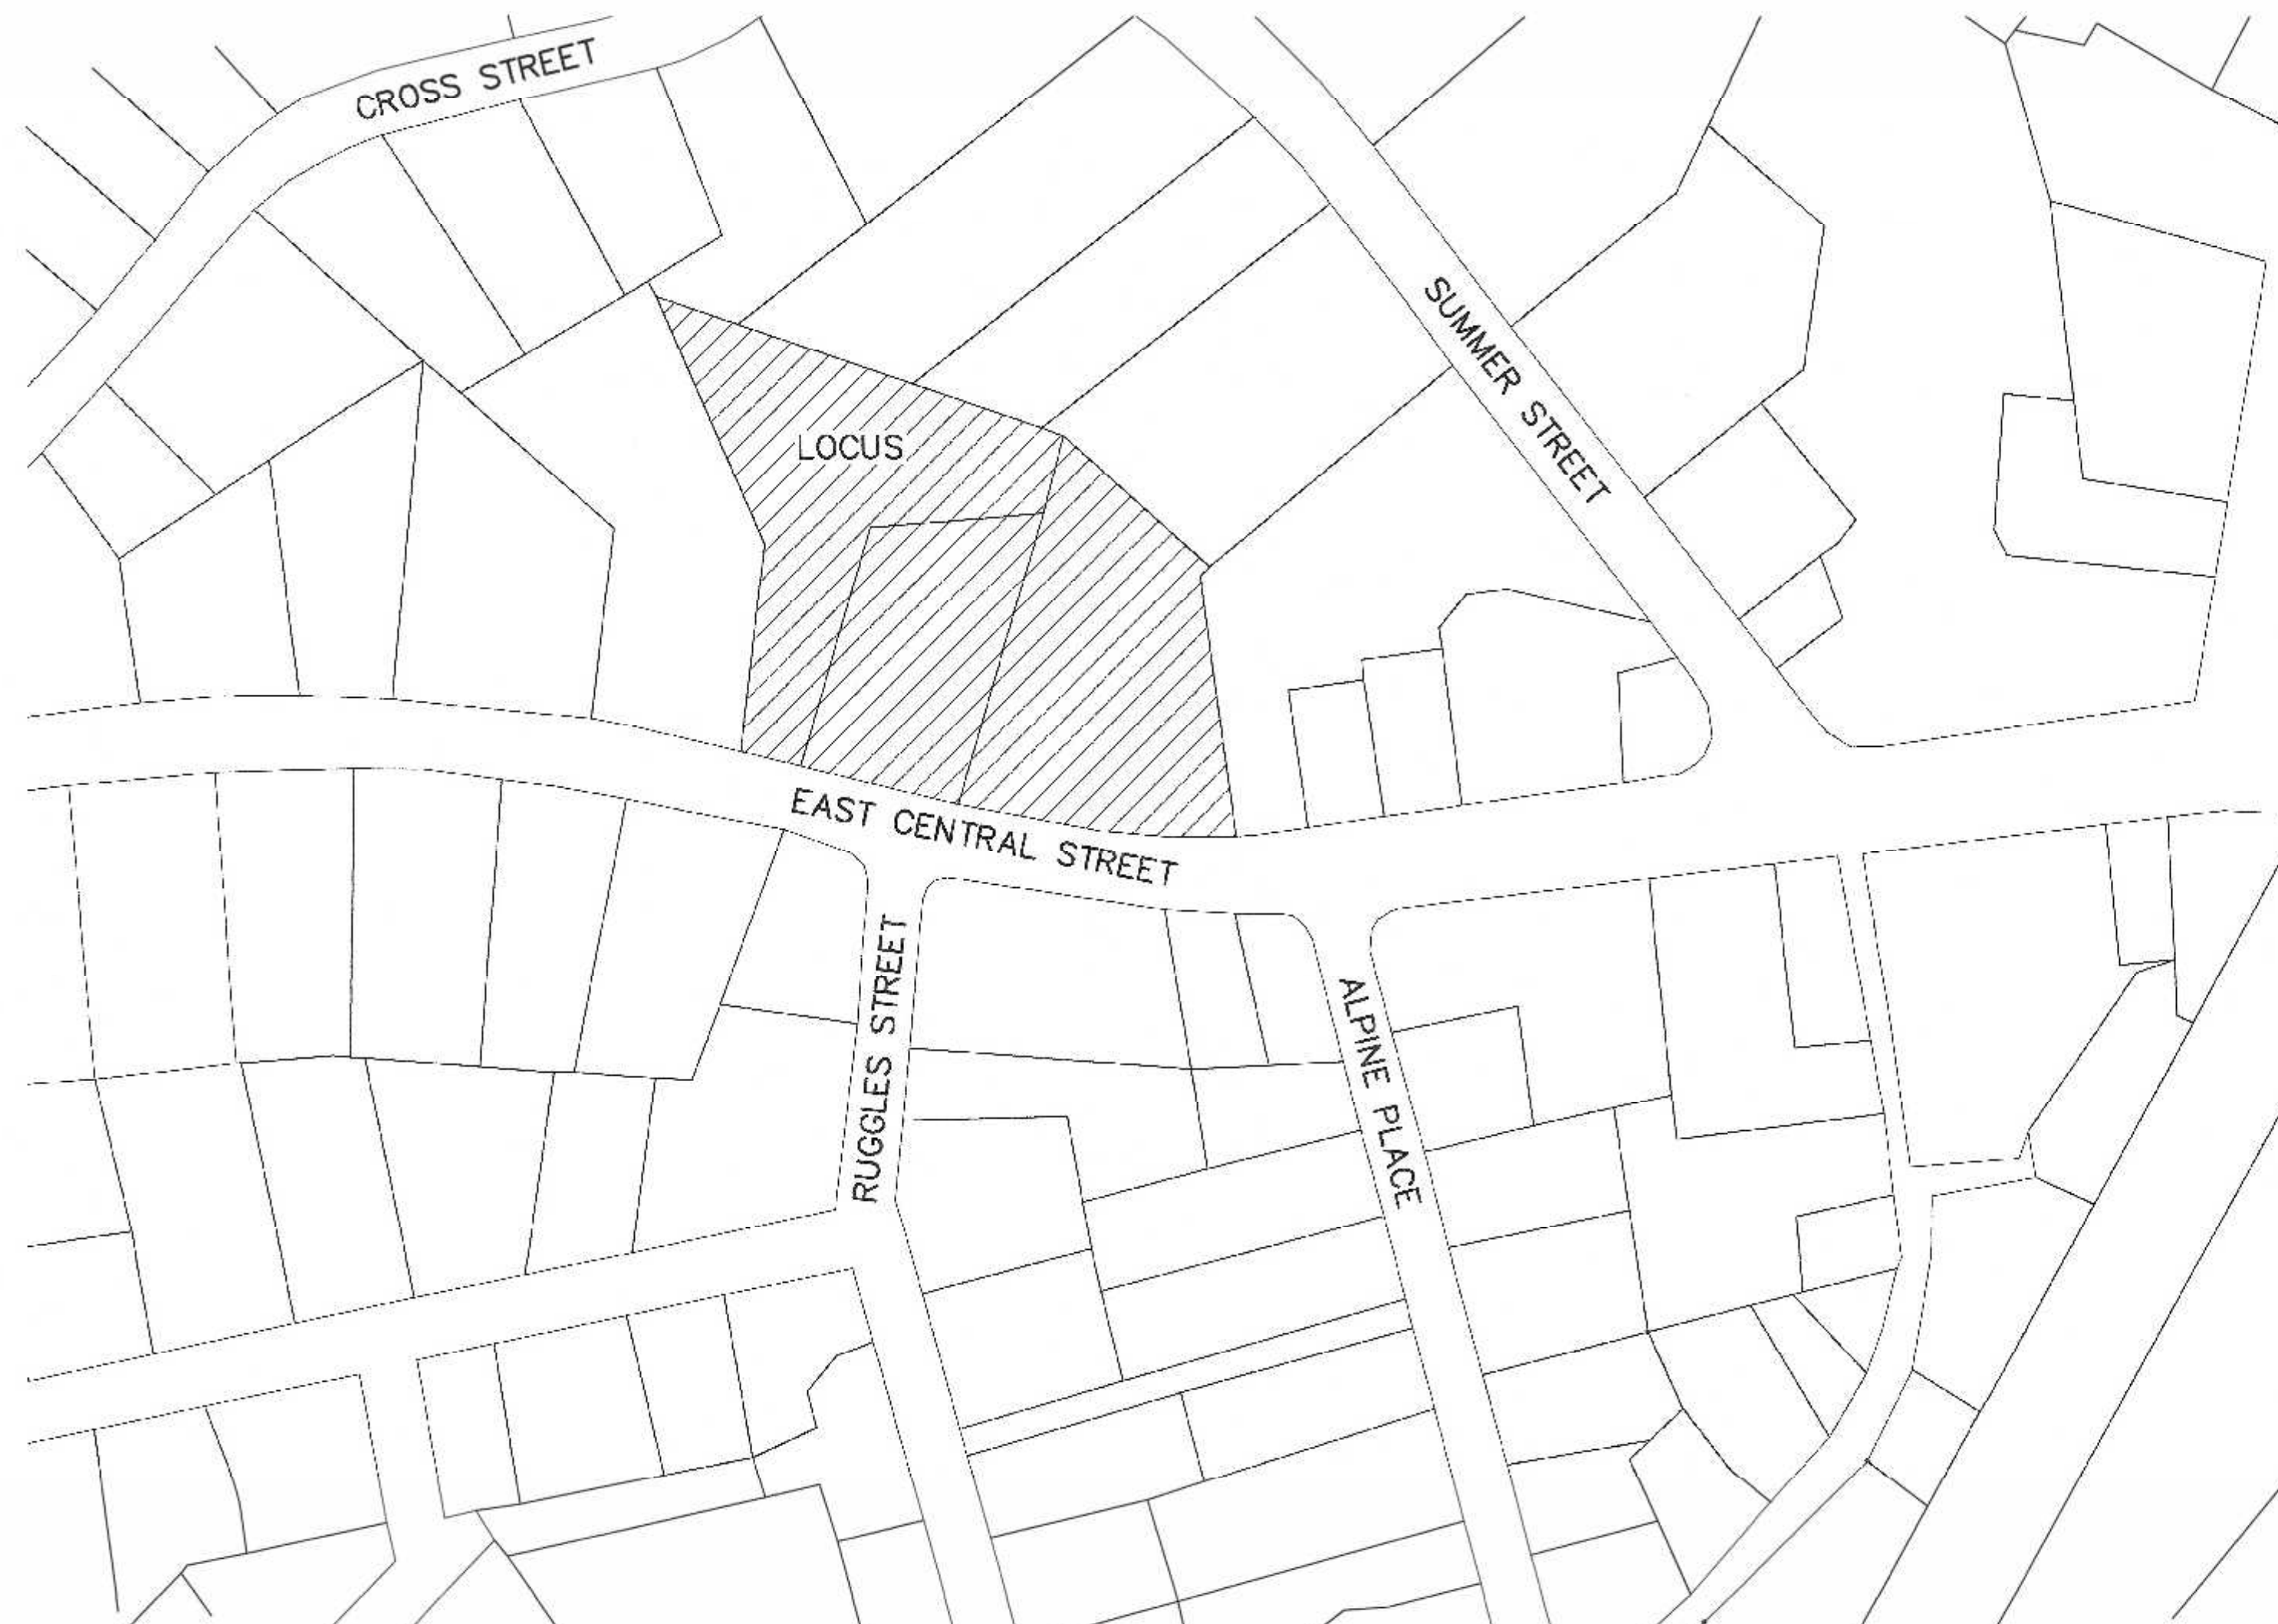 CROSS STREET
SUMMER STREET
LOCUS
EAST CENTRAL STREET
RUGGLES STREET
ALPINE PLACE